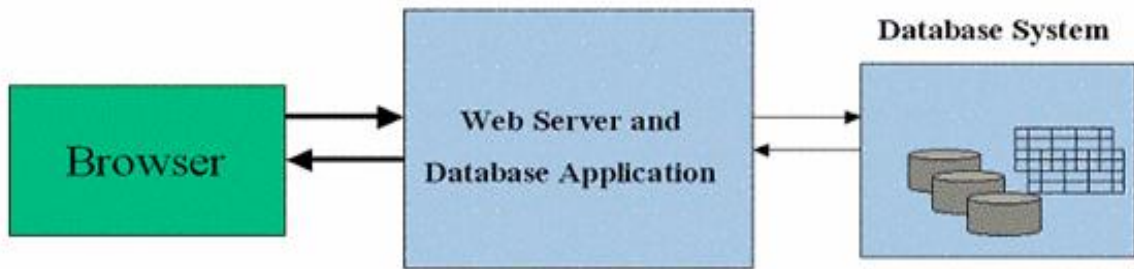 Database System
Browser
Web Server and
Database Application